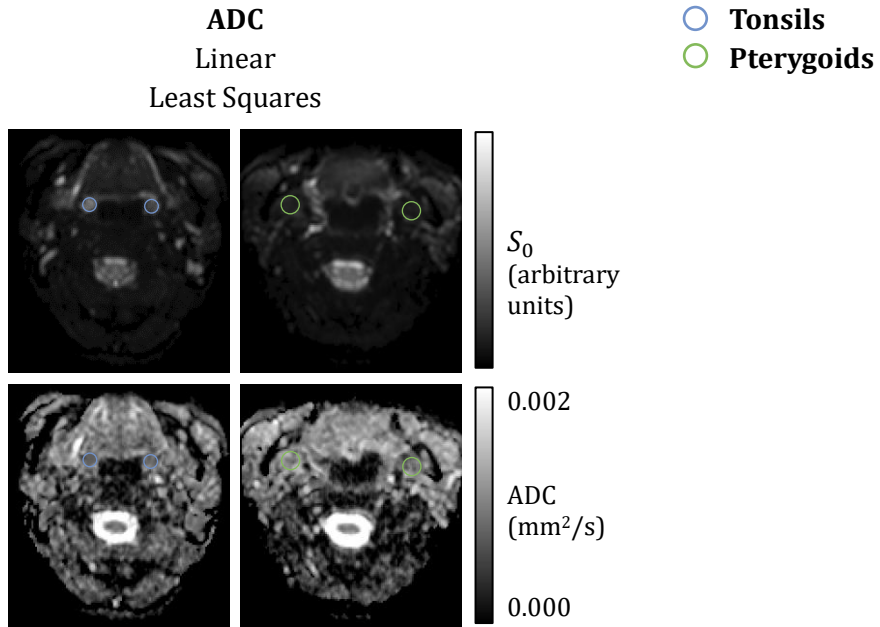 ADC
Linear
Least Squares
Tonsils
Pterygoids
S₀
(arbitrary
units)
0.002
ADC
(mm²/s)
0.000